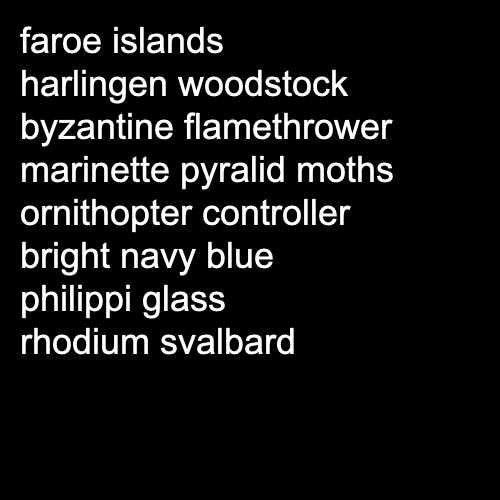 faroe islands
harlingen woodstock
byzantine flamethrower
marinette pyralid moths
ornithopter controller
bright navy blue
philippi glass
rhodium svalbard